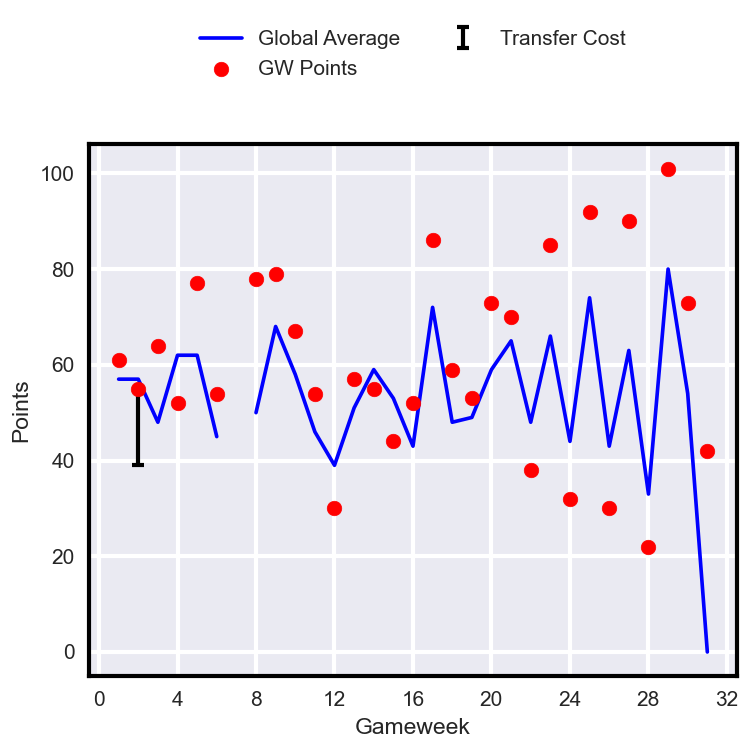 Global Average
GW Points
Transfer Cost
100
80
60
40
20
0
Points
0 4 8 12 16 20 24 28 32
Gameweek